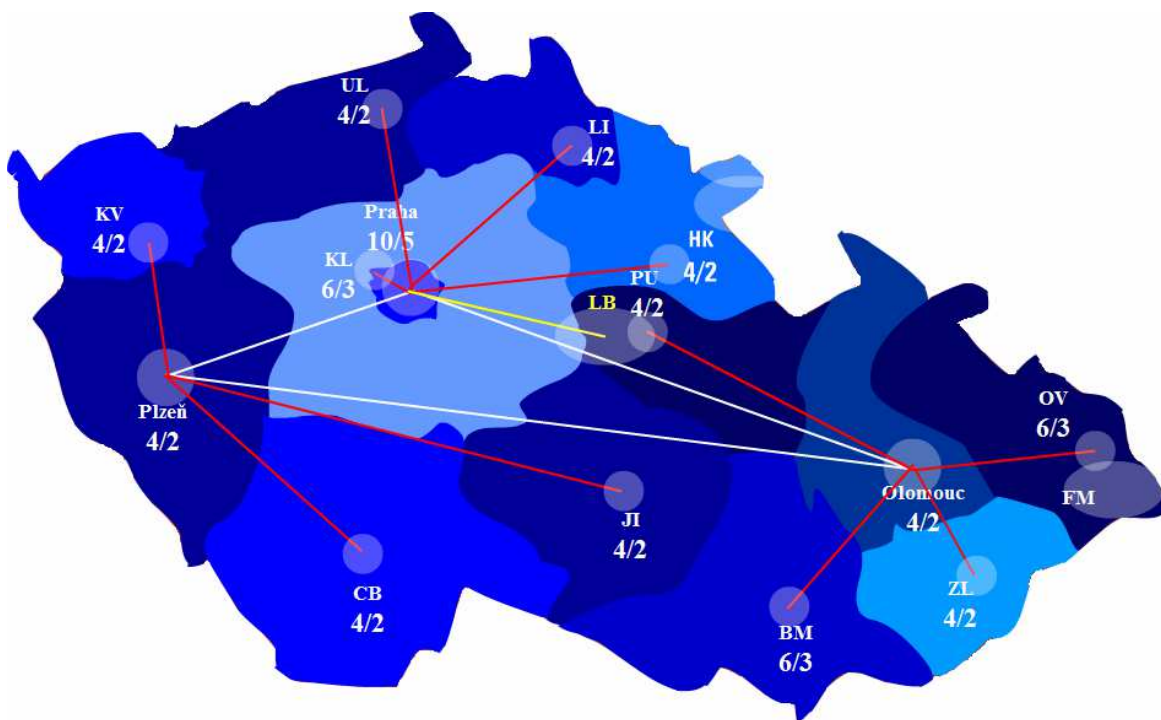 UL
4/2
LI
4/2
KV
4/2
Praha
10/5
HK
4/2
KL
6/3
PU
4/2
LB
Plzeň
4/2
OV
6/3
FM
Olomouc
4/2
JI
4/2
CB
4/2
ZL
4/2
BM
6/3